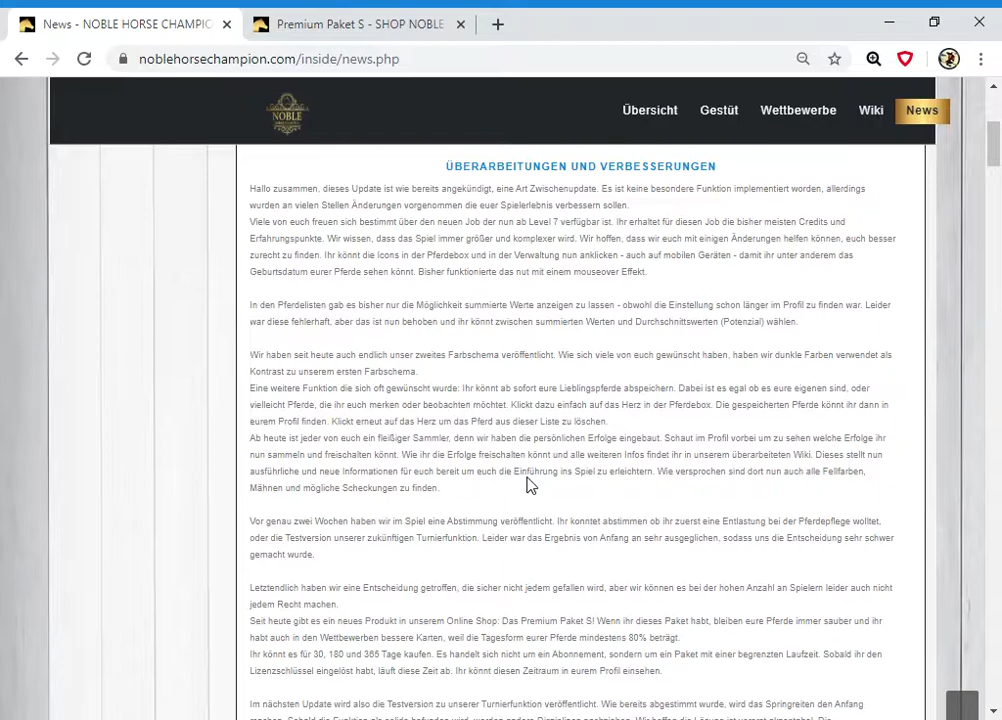 News - NOBLE HORSE CHAMPIO
Premium Paket S - SHOP NOBLE
noblehorsechampion.com/inside/news.php
NOBLE
Übersicht
Gestüt
Wettbewerbe
Wiki
News
ÜBERARBEITUNGEN UND VERBESSERUNGEN
Hallo zusammen, dieses Update ist wie bereits angekündigt, eine Art Zwischenupdate. Es ist keine besondere Funktion implementiert worden, allerdings
wurden an vielen Stellen Änderungen vorgenommen die euer Spielerlebnis verbessern sollen.
Viele von euch freuen sich bestimmt über den neuen Job der nun ab Level 7 verfügbar ist. Ihr erhaltet für diesen Job die bisher meisten Credits und
Erfahrungspunkte. Wir wissen, dass das Spiel immer größer und komplexer wird. Wir hoffen, dass wir euch mit einigen Änderungen helfen können, euch besser
zurecht zu finden. Ihr könnt die Icons in der Pferdebox und in der Verwaltung nun anklicken - auch auf mobilen Geräten - damit ihr unter anderem das
Geburtsdatum eurer Pferde sehen könnt. Bisher funktionierte das nut mit einem mouseover Effekt.
In den Pferdelisten gab es bisher nur die Möglichkeit summierte Werte anzeigen zu lassen - obwohl die Einstellung schon länger im Profil zu finden war. Leider
war diese fehlerhaft, aber das ist nun behoben und ihr könnt zwischen summierten Werten und Durchschnittswerten (Potenzial) wählen.
Wir haben seit heute auch endlich unser zweites Farbschema veröffentlicht. Wie sich viele von euch gewünscht haben, haben wir dunkle Farben verwendet als
Kontrast zu unserem ersten Farbschema.
Eine weitere Funktion die sich oft gewünscht wurde: Ihr könnt ab sofort eure Lieblingspferde abspeichern. Dabei ist es egal ob es eure eigenen sind, oder
vielleicht Pferde, die ihr euch merken oder beobachten möchtet. Klickt dazu einfach auf das Herz in der Pferdebox. Die gespeicherten Pferde könnt ihr dann in
eurem Profil finden. Klickt erneut auf das Herz um das Pferd aus dieser Liste zu löschen.
Ab heute ist jeder von euch ein fleißiger Sammler, denn wir haben die persönlichen Erfolge eingebaut. Schaut im Profil vorbei um zu sehen welche Erfolge ihr
nun sammeln und freischalten könnt. Wie ihr die Erfolge freischalten könnt und alle weiteren Infos findet ihr in unserem überarbeiteten Wiki. Dieses stellt nun
ausführliche und neue Informationen für euch bereit um euch die Einführung ins Spiel zu erleichtern. Wie versprochen sind dort nun auch alle Fellfarben,
Mähnen und mögliche Scheckungen zu finden.
Vor genau zwei Wochen haben wir im Spiel eine Abstimmung veröffentlicht. Ihr konntet abstimmen ob ihr zuerst eine Entlastung bei der Pferdepflege wolltet,
oder die Testversion unserer zukünftigen Turnierfunktion. Leider war das Ergebnis von Anfang an sehr ausgeglichen, sodass uns die Entscheidung sehr schwer
gemacht wurde.
Letztendlich haben wir eine Entscheidung getroffen, die sicher nicht jedem gefallen wird, aber wir können es bei der hohen Anzahl an Spielern leider auch nicht
jedem Recht machen.
Seit heute gibt es ein neues Produkt in unserem Online Shop: Das Premium Paket S! Wenn ihr dieses Paket habt, bleiben eure Pferde immer sauber und ihr
habt auch in den Wettbewerben bessere Karten, weil die Tagesform eurer Pferde mindestens 80% beträgt.
Ihr könnt es für 30, 180 und 365 Tage kaufen. Es handelt sich nicht um ein Abonnement, sondern um ein Paket mit einer begrenzten Laufzeit. Sobald ihr den
Lizenzschlüssel eingelöst habt, läuft diese Zeit ab. Ihr könnt diesen Zeitraum in eurem Profil einsehen.
Im nächsten Update wird also die Testversion zu unserer Turnierfunktion veröffentlicht. Wie bereits abgestimmt wurde, wird das Springreiten den Anfang